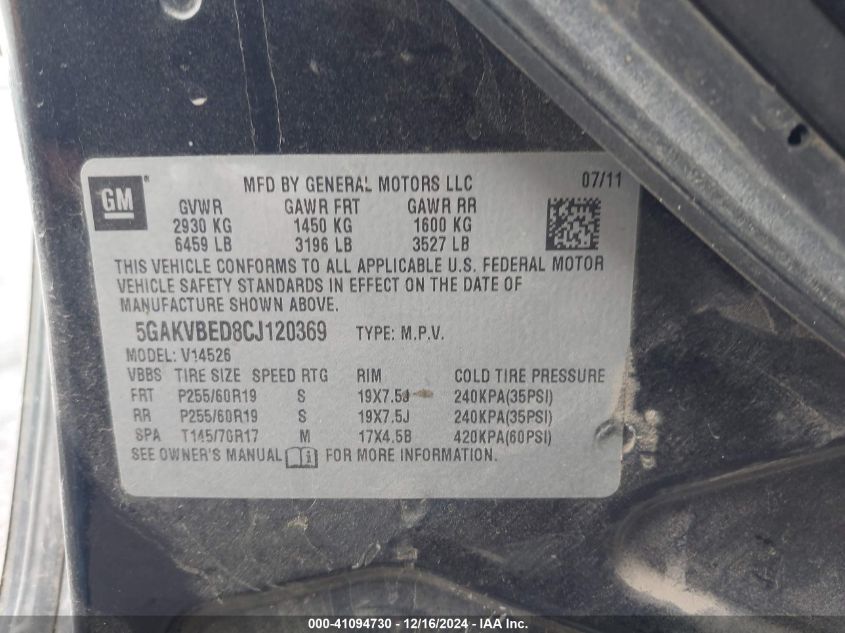 GM
MFD BY GENERAL MOTORS LLC 07/11
GVWR GAWR FRT GAWR RR
2930 KG 1450 KG 1600 KG
6459 LB 3196 LB 3527 LB
THIS VEHICLE CONFORMS TO ALL APPLICABLE U.S. FEDERAL MOTOR
VEHICLE SAFETY STANDARDS IN EFFECT ON THE DATE OF
MANUFACTURE SHOWN ABOVE.
5GAKVBED8CJ120369 TYPE: M.P.V.
MODEL: V14526
VBBS TIRE SIZE SPEED RTG RIM COLD TIRE PRESSURE
FRT P255/60R19 S 19X7.5J 240KPA(35PSI)
RR P255/60R19 S 19X7.5J 240KPA(35PSI)
SPA T145/70R17 M 17X4.5B 420KPA(60PSI)
SEE OWNER'S MANUAL FOR MORE INFORMATION.
000-41094730 - 12/16/2024 - IAA Inc.